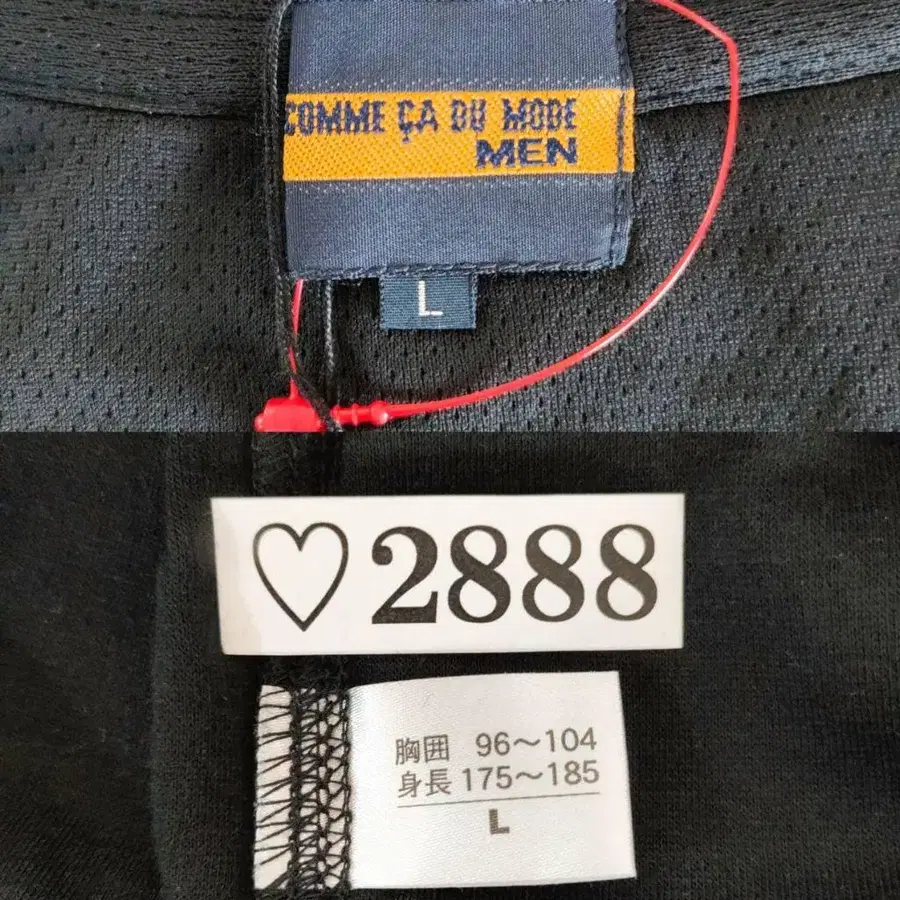 COMME ÇA DU MODE
MEN
L
♡2888
胸囲 96～104
身長 175～185
L